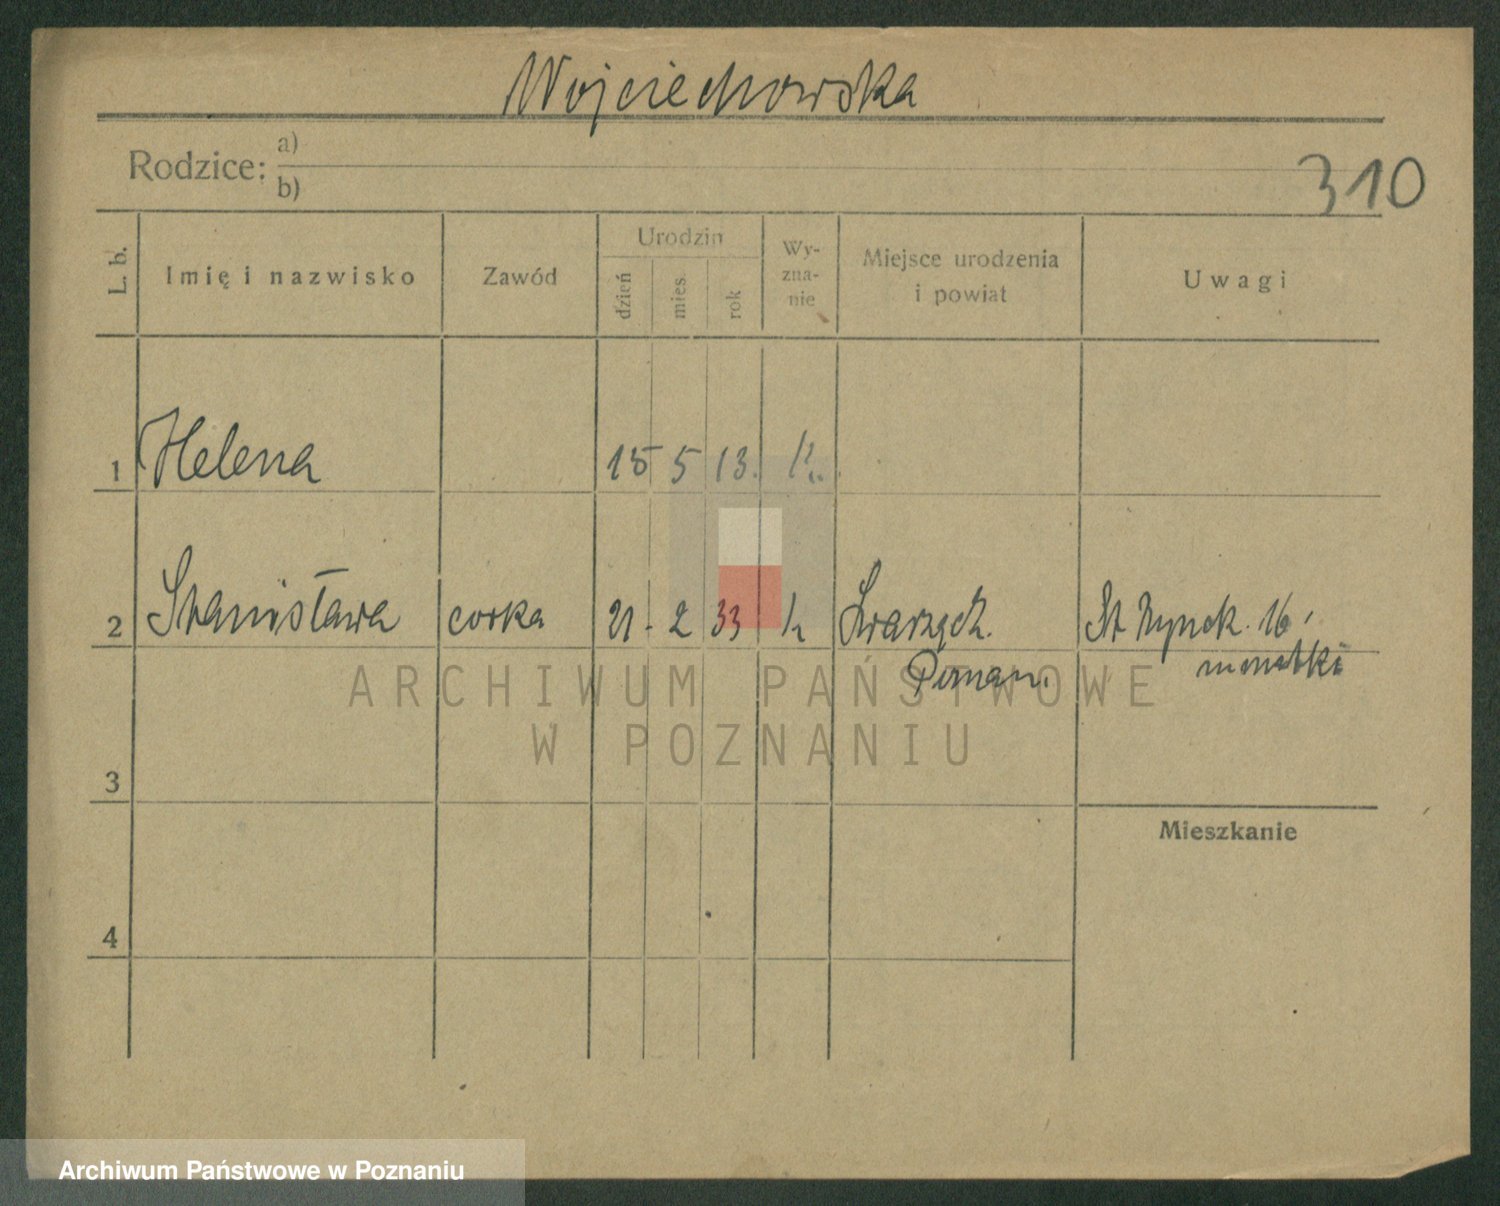 Wojciechowska
Rodzice: a)
b)
310
L. b.
Imię i nazwisko
Zawód
Urodzin
dzień
mies.
rok
Wy-
zna-
nie
Miejsce urodzenia
i powiat
Uwagi
1 Helena 15 5 13. k.
2 Stanisława corka 21. 2 33 k Swarzędz. St Rynek. 16,
Poznań. u matki
3
Mieszkanie
4
ARCHIWUM PAŃSTWOWE
W POZNANIU
Archiwum Państwowe w Poznaniu